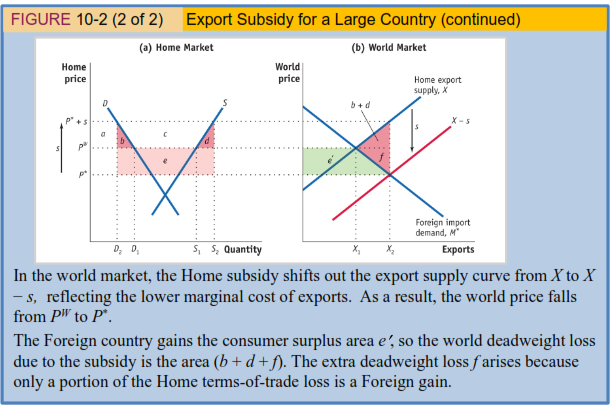 FIGURE 10-2 (2 of 2) Export Subsidy for a Large Country (continued)
(a) Home Market
(b) World Market
Home
price
World
price
D
S
P* + s
s
Pᵂ
P*
a
b
c
d
e
D₂ D₁ S₁ S₂ Quantity
Home export
supply, X
b + d
s
X – s
e′
f
Foreign import
demand, M*
X₁ X₂ Exports
In the world market, the Home subsidy shifts out the export supply curve from X to X
– s, reflecting the lower marginal cost of exports. As a result, the world price falls
from Pᵂ to P*.
The Foreign country gains the consumer surplus area e′, so the world deadweight loss
due to the subsidy is the area (b + d + f). The extra deadweight loss f arises because
only a portion of the Home terms-of-trade loss is a Foreign gain.